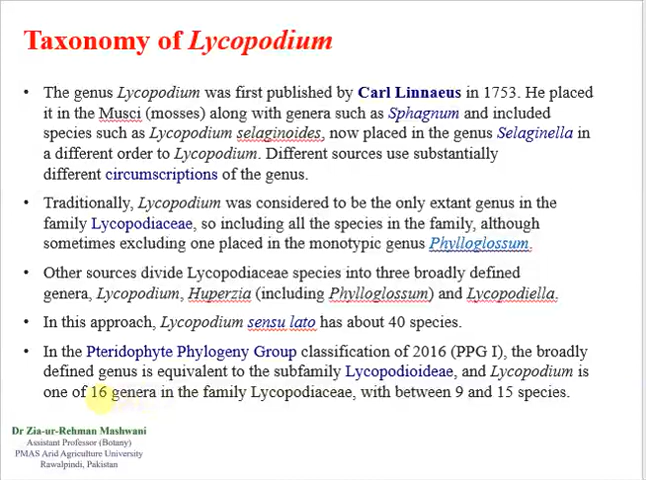 Taxonomy of Lycopodium
• The genus Lycopodium was first published by Carl Linnaeus in 1753. He placed
it in the Musci (mosses) along with genera such as Sphagnum and included
species such as Lycopodium selaginoides, now placed in the genus Selaginella in
a different order to Lycopodium. Different sources use substantially
different circumscriptions of the genus.
• Traditionally, Lycopodium was considered to be the only extant genus in the
family Lycopodiaceae, so including all the species in the family, although
sometimes excluding one placed in the monotypic genus Phylloglossum.
• Other sources divide Lycopodiaceae species into three broadly defined
genera, Lycopodium, Huperzia (including Phylloglossum) and Lycopodiella.
• In this approach, Lycopodium sensu lato has about 40 species.
• In the Pteridophyte Phylogeny Group classification of 2016 (PPG I), the broadly
defined genus is equivalent to the subfamily Lycopodioideae, and Lycopodium is
one of 16 genera in the family Lycopodiaceae, with between 9 and 15 species.
Dr Zia-ur-Rehman Mashwani
Assistant Professor (Botany)
PMAS Arid Agriculture University
Rawalpindi, Pakistan